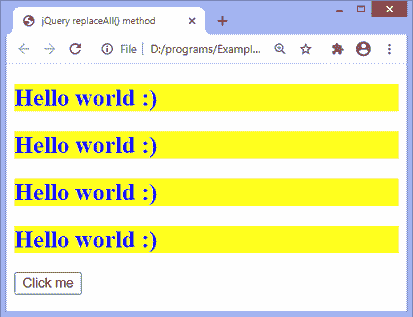 jQuery replaceAll() method
File | D:/programs/Exampl...
Hello world :)
Hello world :)
Hello world :)
Hello world :)
Click me